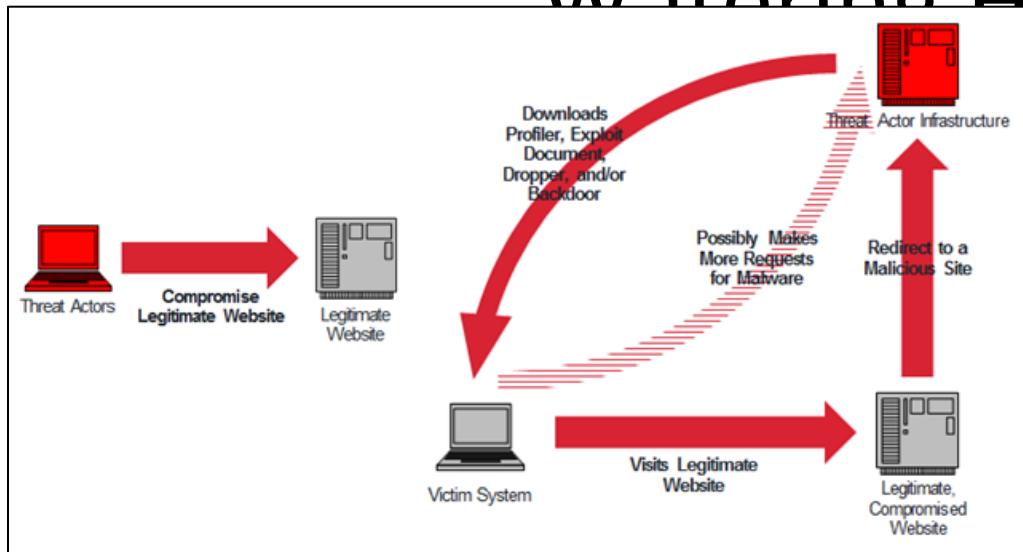 Downloads
Profiler, Exploit
Document,
Dropper, and/or
Backdoor
Threat Actor Infrastructure
Possibly Makes
More Requests
for Malware
Redirect to a
Malicious Site
Threat Actors
Compromise
Legitimate Website
Legitimate
Website
Victim System
Visits Legitimate
Website
Legitimate,
Compromised
Website